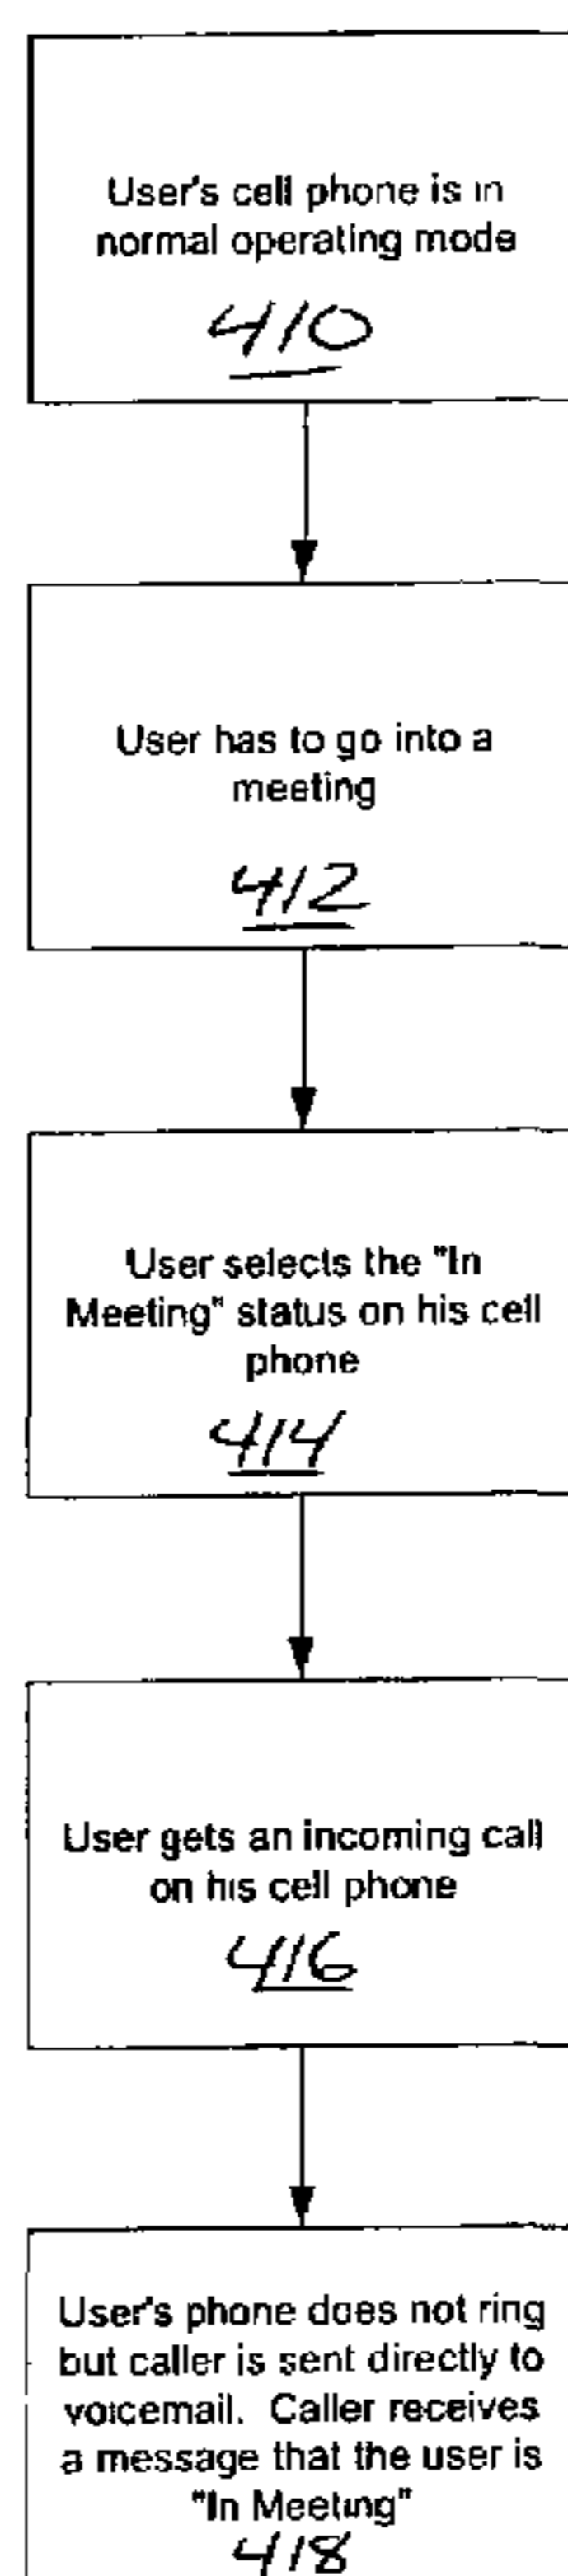 User's cell phone is in
normal operating mode
410
User has to go into a
meeting
412
User selects the "In
Meeting" status on his cell
phone
414
User gets an incoming call
on his cell phone
416
User's phone does not ring
but caller is sent directly to
voicemail. Caller receives
a message that the user is
"In Meeting"
418